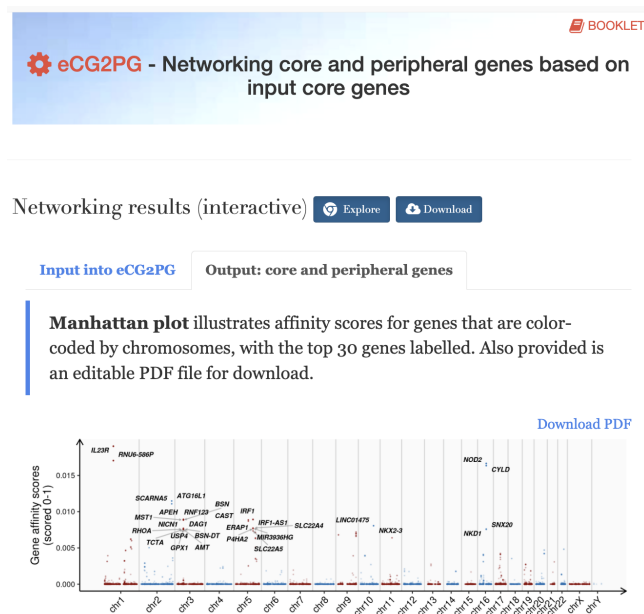 BOOKLET
eCG2PG - Networking core and peripheral genes based on
input core genes
Networking results (interactive)
Explore
Download
Input into eCG2PG
Output: core and peripheral genes
Manhattan plot illustrates affinity scores for genes that are color-
coded by chromosomes, with the top 30 genes labelled. Also provided is
an editable PDF file for download.
Download PDF
Gene affinity scores
(scored 0-1)
0.015
0.010
0.005
0.000
IL23R
RNU6-586P
SCARNA5
ATG16L1
BSN
APEH
RNF123
CAST
MST1
NICN1
DAG1
RHOA
USP4
BSN-DT
TCTA
GPX1
AMT
IRF1
ERAP1
IRF1-AS1
SLC22A4
P4HA2
MIR3936HG
SLC22A5
LINC01475
NKX2-3
NOD2
CYLD
SNX20
NKD1
chr1
chr2
chr3
chr4
chr5
chr6
chr7
chr8
chr9
chr10
chr11
chr12
chr13
chr14
chr15
chr16
chr17
chr18
chr19
chr20
chr21
chr22
chrX
chrY